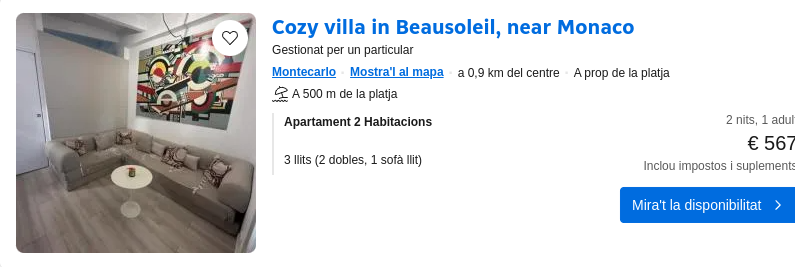 Cozy villa in Beausoleil, near Monaco
Gestionat per un particular
Montecarlo · Mostra'l al mapa · a 0,9 km del centre · A prop de la platja
A 500 m de la platja
Apartament 2 Habitacions
2 nits, 1 adul
€ 567
3 llits (2 dobles, 1 sofà llit)
Inclou impostos i suplements
Mira't la disponibilitat